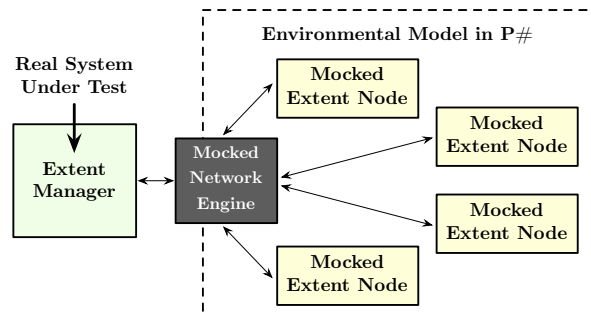 Environmental Model in P#
Real System
Under Test
Extent
Manager
Mocked
Network
Engine
Mocked
Extent Node
Mocked
Extent Node
Mocked
Extent Node
Mocked
Extent Node